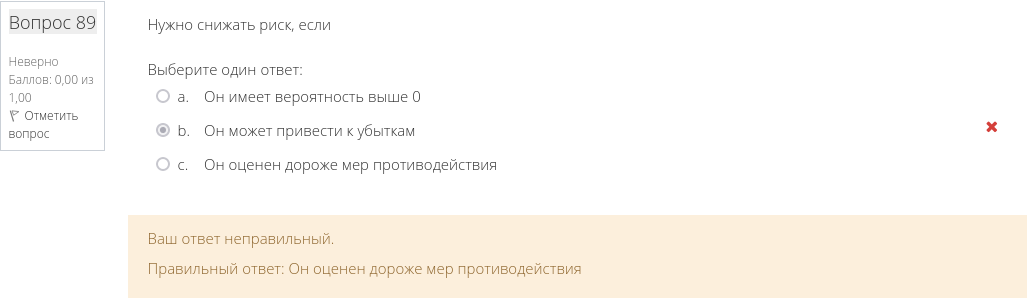 Вопрос 89
Неверно
Баллов: 0,00 из
1,00
Отметить
вопрос
Нужно снижать риск, если
Выберите один ответ:
a. Он имеет вероятность выше 0
b. Он может привести к убыткам
c. Он оценен дороже мер противодействия
Ваш ответ неправильный.
Правильный ответ: Он оценен дороже мер противодействия